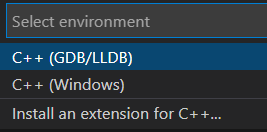 Select environment
C++ (GDB/LLDB)
C++ (Windows)
Install an extension for C++...